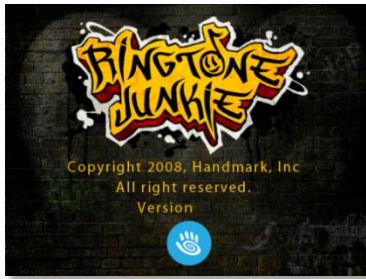 RINGTONE
JUNKIE
Copyright 2008, Handmark, Inc
All right reserved.
Version